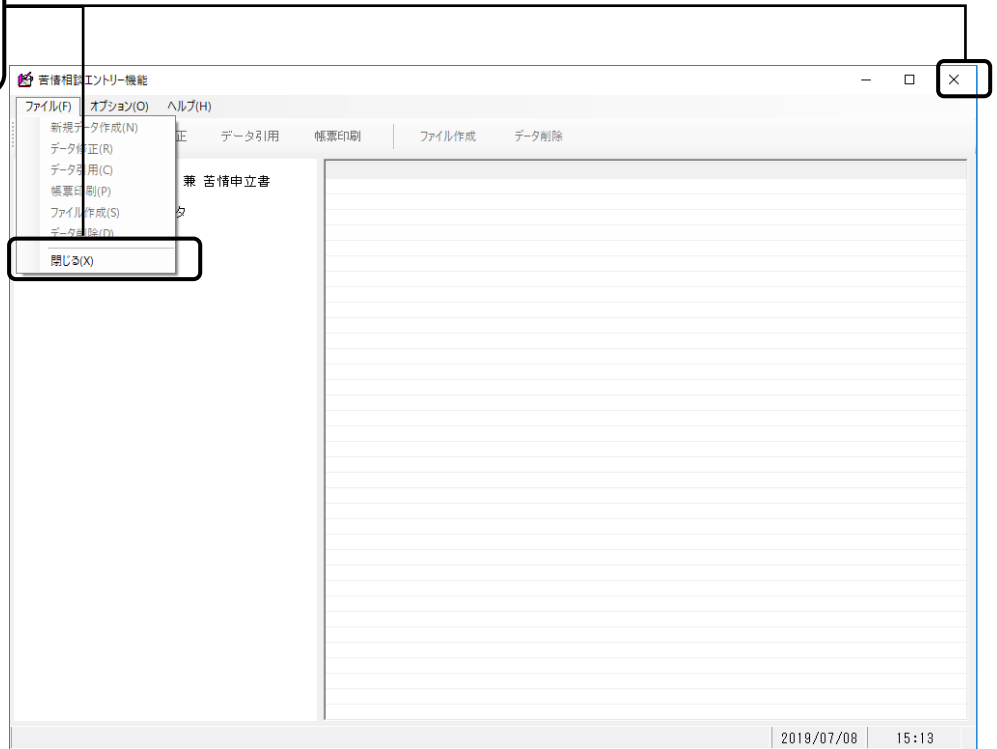 苦情相談エントリー機能
ファイル(F) オプション(O) ヘルプ(H)
正 データ引用 帳票印刷 ファイル作成 データ削除
新規データ作成(N)
データ修正(R)
データ引用(C)
帳票印刷(P)
ファイル作成(S)
データ削除(D)
閉じる(X)
兼 苦情申立書
タ
2019/07/08 15:13